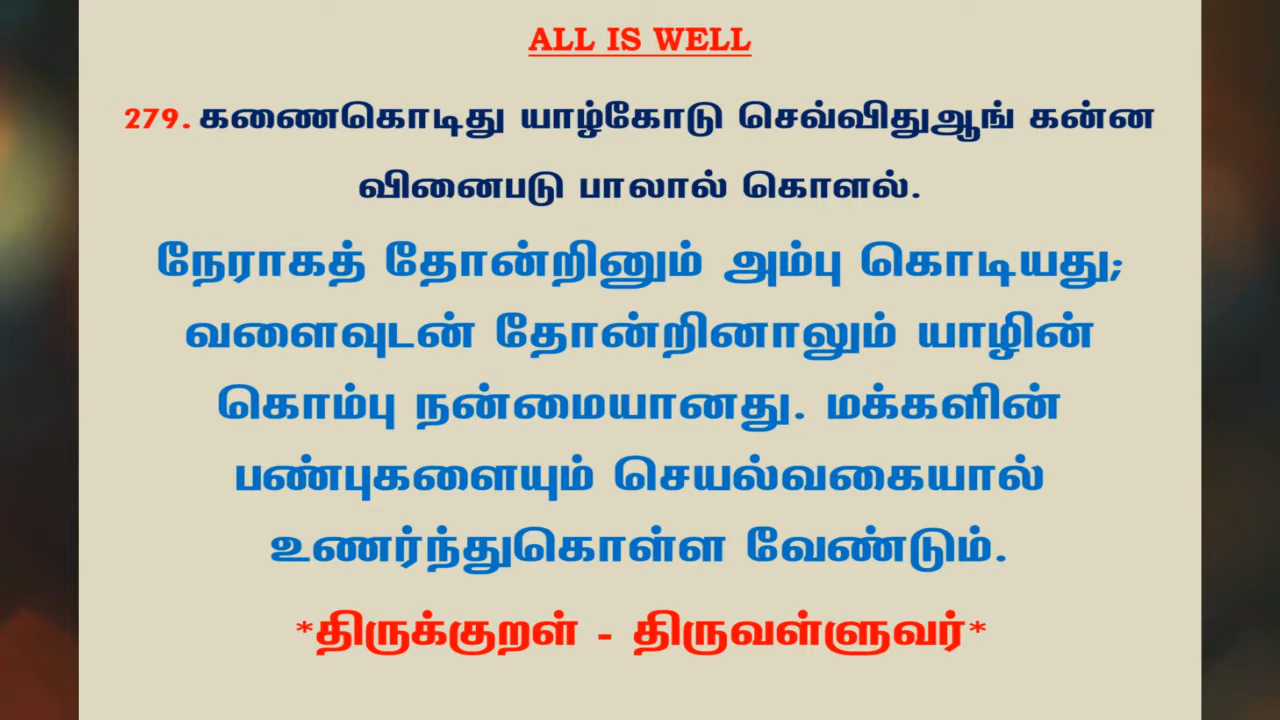 ALL IS WELL
279. கணைகொடிது யாழ்கோடு செவ்விதுஆங் கன்ன
வினைபடு பாலால் கொளல்.
நேராகத் தோன்றினும் அம்பு கொடியது;
வளைவுடன் தோன்றினாலும் யாழின்
கொம்பு நன்மையானது. மக்களின்
பண்புகளையும் செயல்வகையால்
உணர்ந்துகொள்ள வேண்டும்.
*திருக்குறள் - திருவள்ளுவர்*